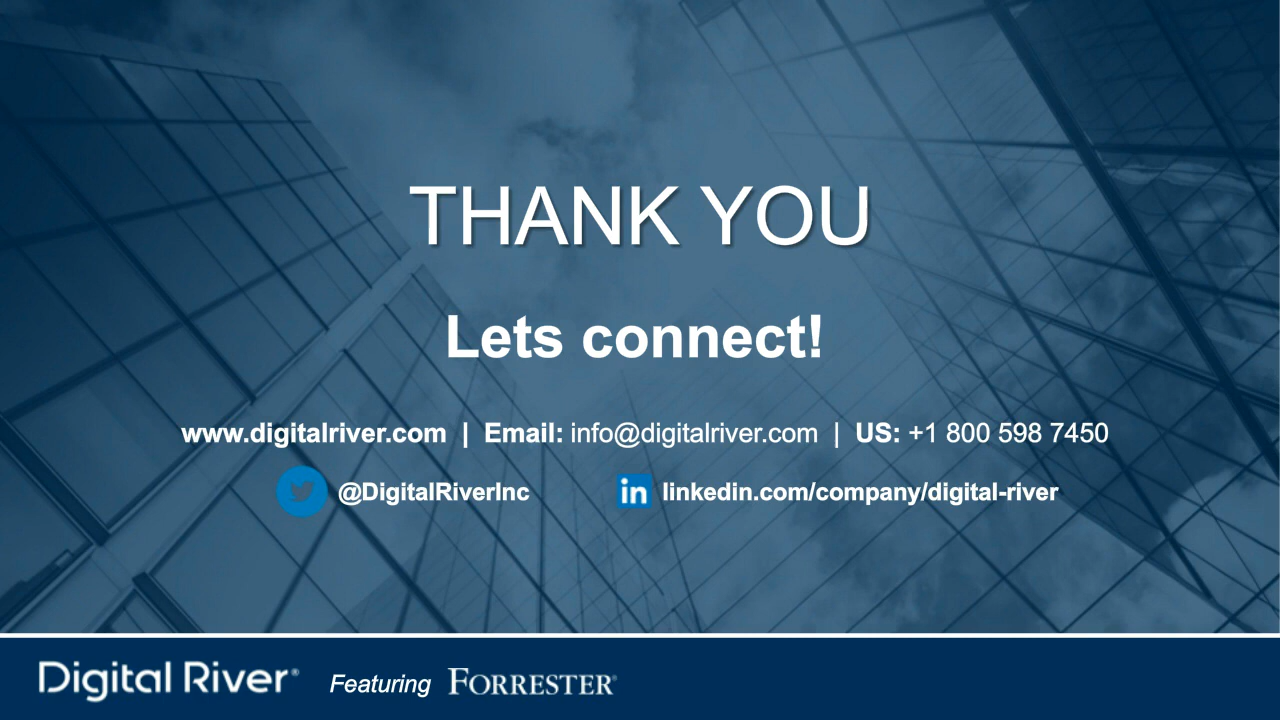 THANK YOU
Lets connect!
www.digitalriver.com | Email: info@digitalriver.com | US: +1 800 598 7450
@DigitalRiverInc linkedin.com/company/digital-river
Digital River® Featuring FORRESTER®